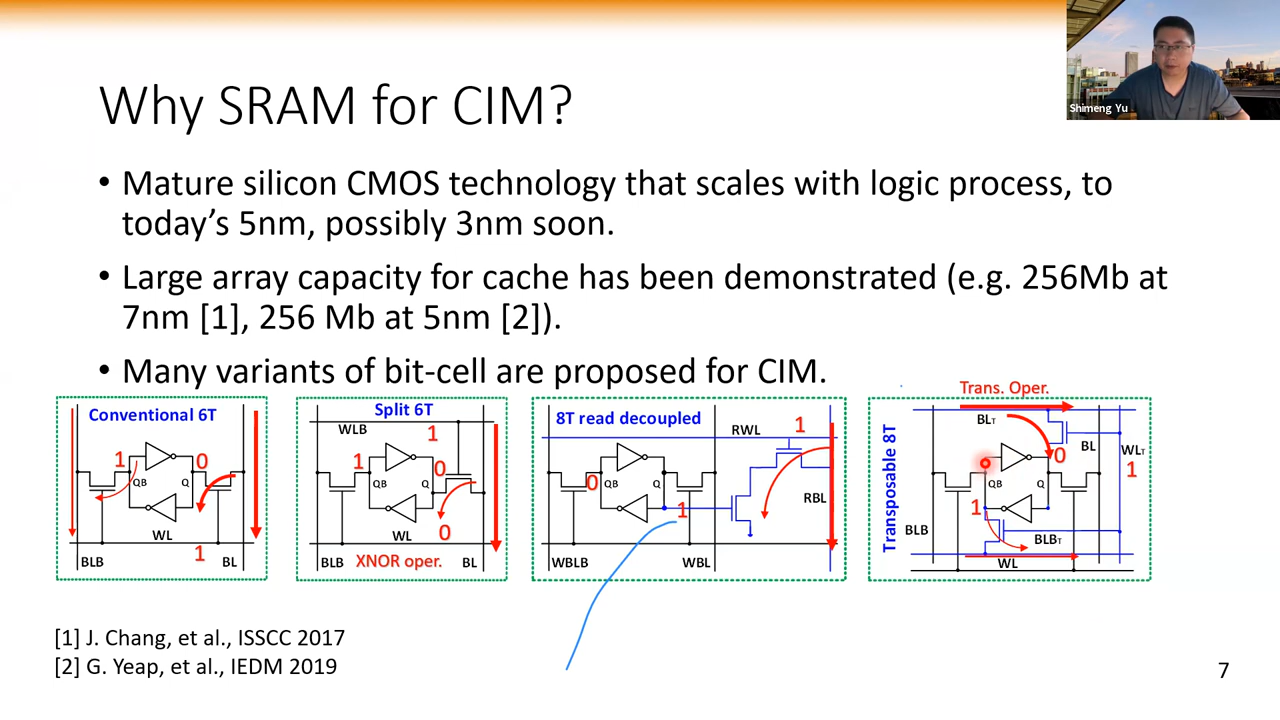 Shimeng Yu
Why SRAM for CIM?
• Mature silicon CMOS technology that scales with logic process, to
today's 5nm, possibly 3nm soon.
• Large array capacity for cache has been demonstrated (e.g. 256Mb at
7nm [1], 256 Mb at 5nm [2]).
• Many variants of bit-cell are proposed for CIM.
Conventional 6T
1
0
QB
Q
WL
1
BLB
BL
Split 6T
WLB
1
1
0
QB
Q
WL
0
BLB
XNOR oper.
BL
8T read decoupled
RWL
1
0
QB
Q
1
RBL
WBLB
WBL
Trans. Oper.
Transposable 8T
BLT
0
BL
WLT
1
QB
Q
1
BLB
BLBT
WL
[1] J. Chang, et al., ISSCC 2017
[2] G. Yeap, et al., IEDM 2019
7